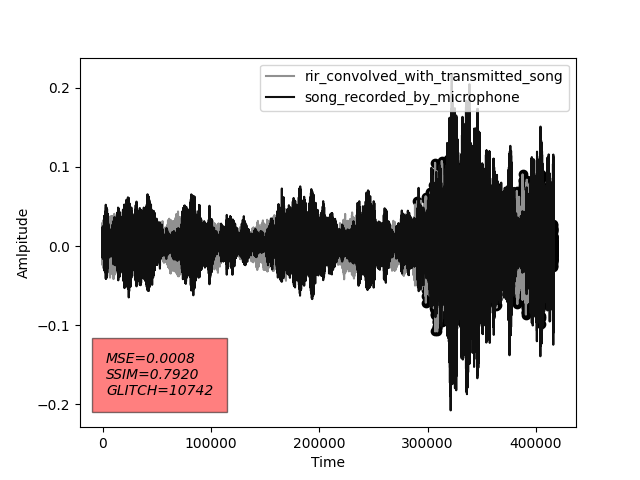 rir_convolved_with_transmitted_song
song_recorded_by_microphone
0.2
0.1
0.0
−0.1
−0.2
Amlpitude
MSE=0.0008
SSIM=0.7920
GLITCH=10742
0 100000 200000 300000 400000
Time